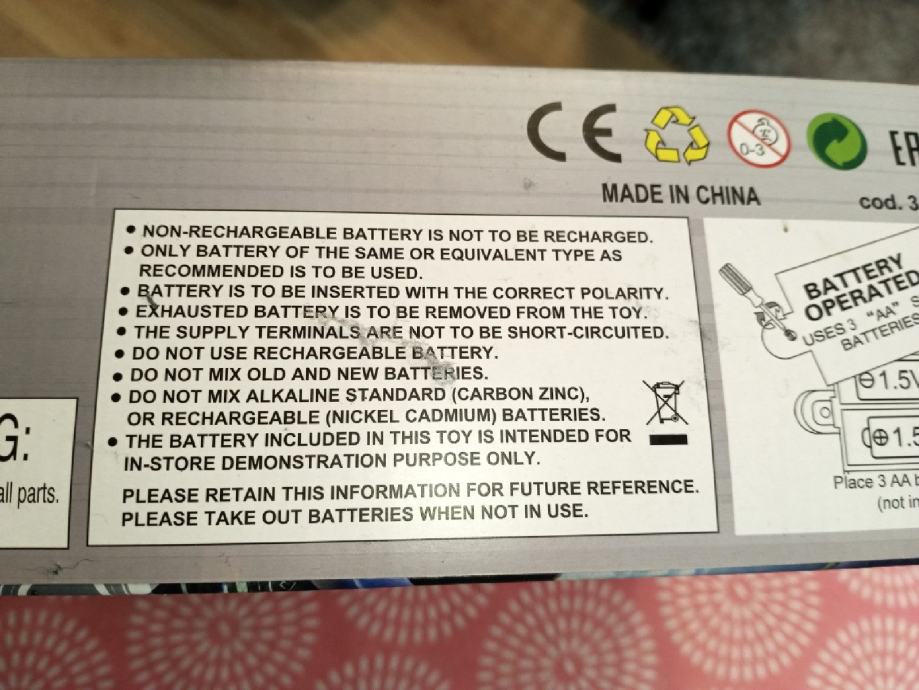 CE
0-3
MADE IN CHINA
cod. 3
• NON-RECHARGEABLE BATTERY IS NOT TO BE RECHARGED.
• ONLY BATTERY OF THE SAME OR EQUIVALENT TYPE AS
RECOMMENDED IS TO BE USED.
• BATTERY IS TO BE INSERTED WITH THE CORRECT POLARITY.
• EXHAUSTED BATTERY IS TO BE REMOVED FROM THE TOY.
• THE SUPPLY TERMINALS ARE NOT TO BE SHORT-CIRCUITED.
• DO NOT USE RECHARGEABLE BATTERY.
• DO NOT MIX OLD AND NEW BATTERIES.
• DO NOT MIX ALKALINE STANDARD (CARBON ZINC),
OR RECHARGEABLE (NICKEL CADMIUM) BATTERIES.
• THE BATTERY INCLUDED IN THIS TOY IS INTENDED FOR
IN-STORE DEMONSTRATION PURPOSE ONLY.
PLEASE RETAIN THIS INFORMATION FOR FUTURE REFERENCE.
PLEASE TAKE OUT BATTERIES WHEN NOT IN USE.
G:
all parts.
BATTERY
OPERATED
USES 3 "AA"
BATTERIES
1.5V
1.5
Place 3 AA
(not in